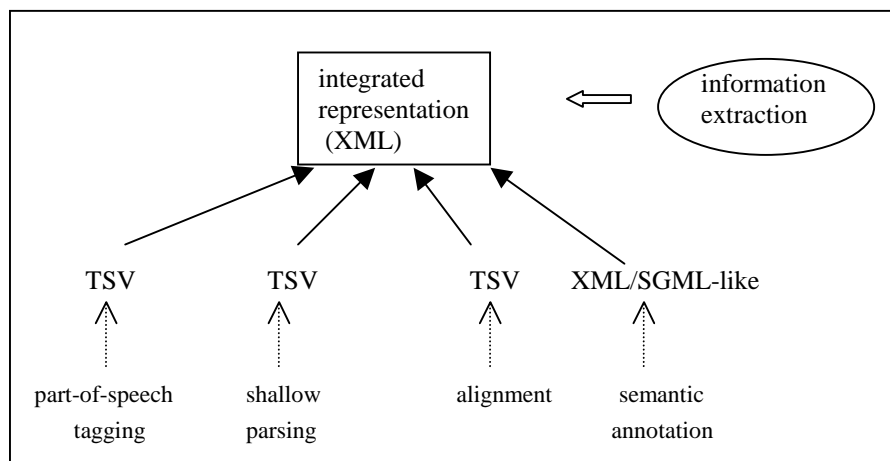 integrated
representation
(XML)
information
extraction
TSV
TSV
TSV
XML/SGML-like
part-of-speech
tagging
shallow
parsing
alignment
semantic
annotation